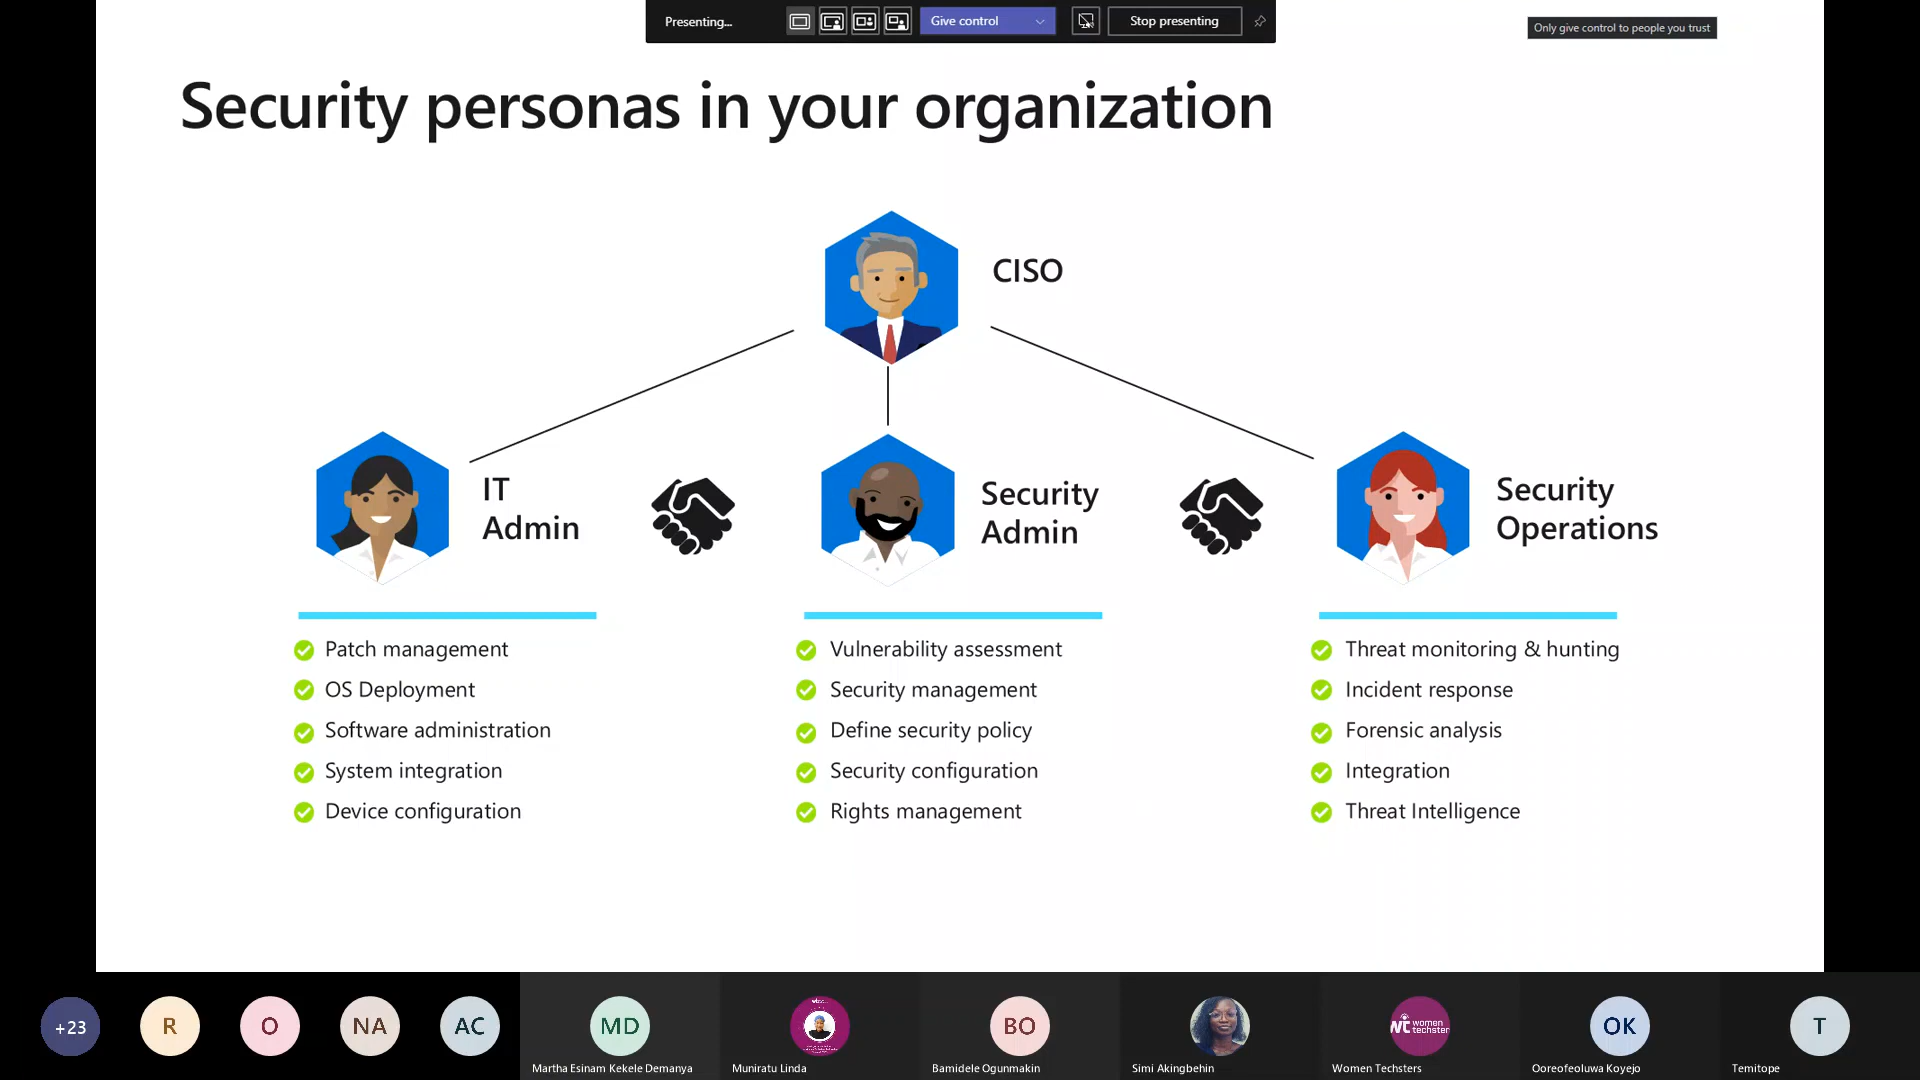 Presenting...
Give control
Stop presenting
Only give control to people you trust
Security personas in your organization
CISO
IT
Admin
Security
Admin
Security
Operations
Patch management
OS Deployment
Software administration
System integration
Device configuration
Vulnerability assessment
Security management
Define security policy
Security configuration
Rights management
Threat monitoring & hunting
Incident response
Forensic analysis
Integration
Threat Intelligence
+23
R
O
NA
AC
MD
BO
women
techster
OK
T
Martha Esinam Kekele Demanya
Muniratu Linda
Bamidele Ogunmakin
Simi Akingbehin
Women Techsters
Ooreofeoluwa Koyejo
Temitope